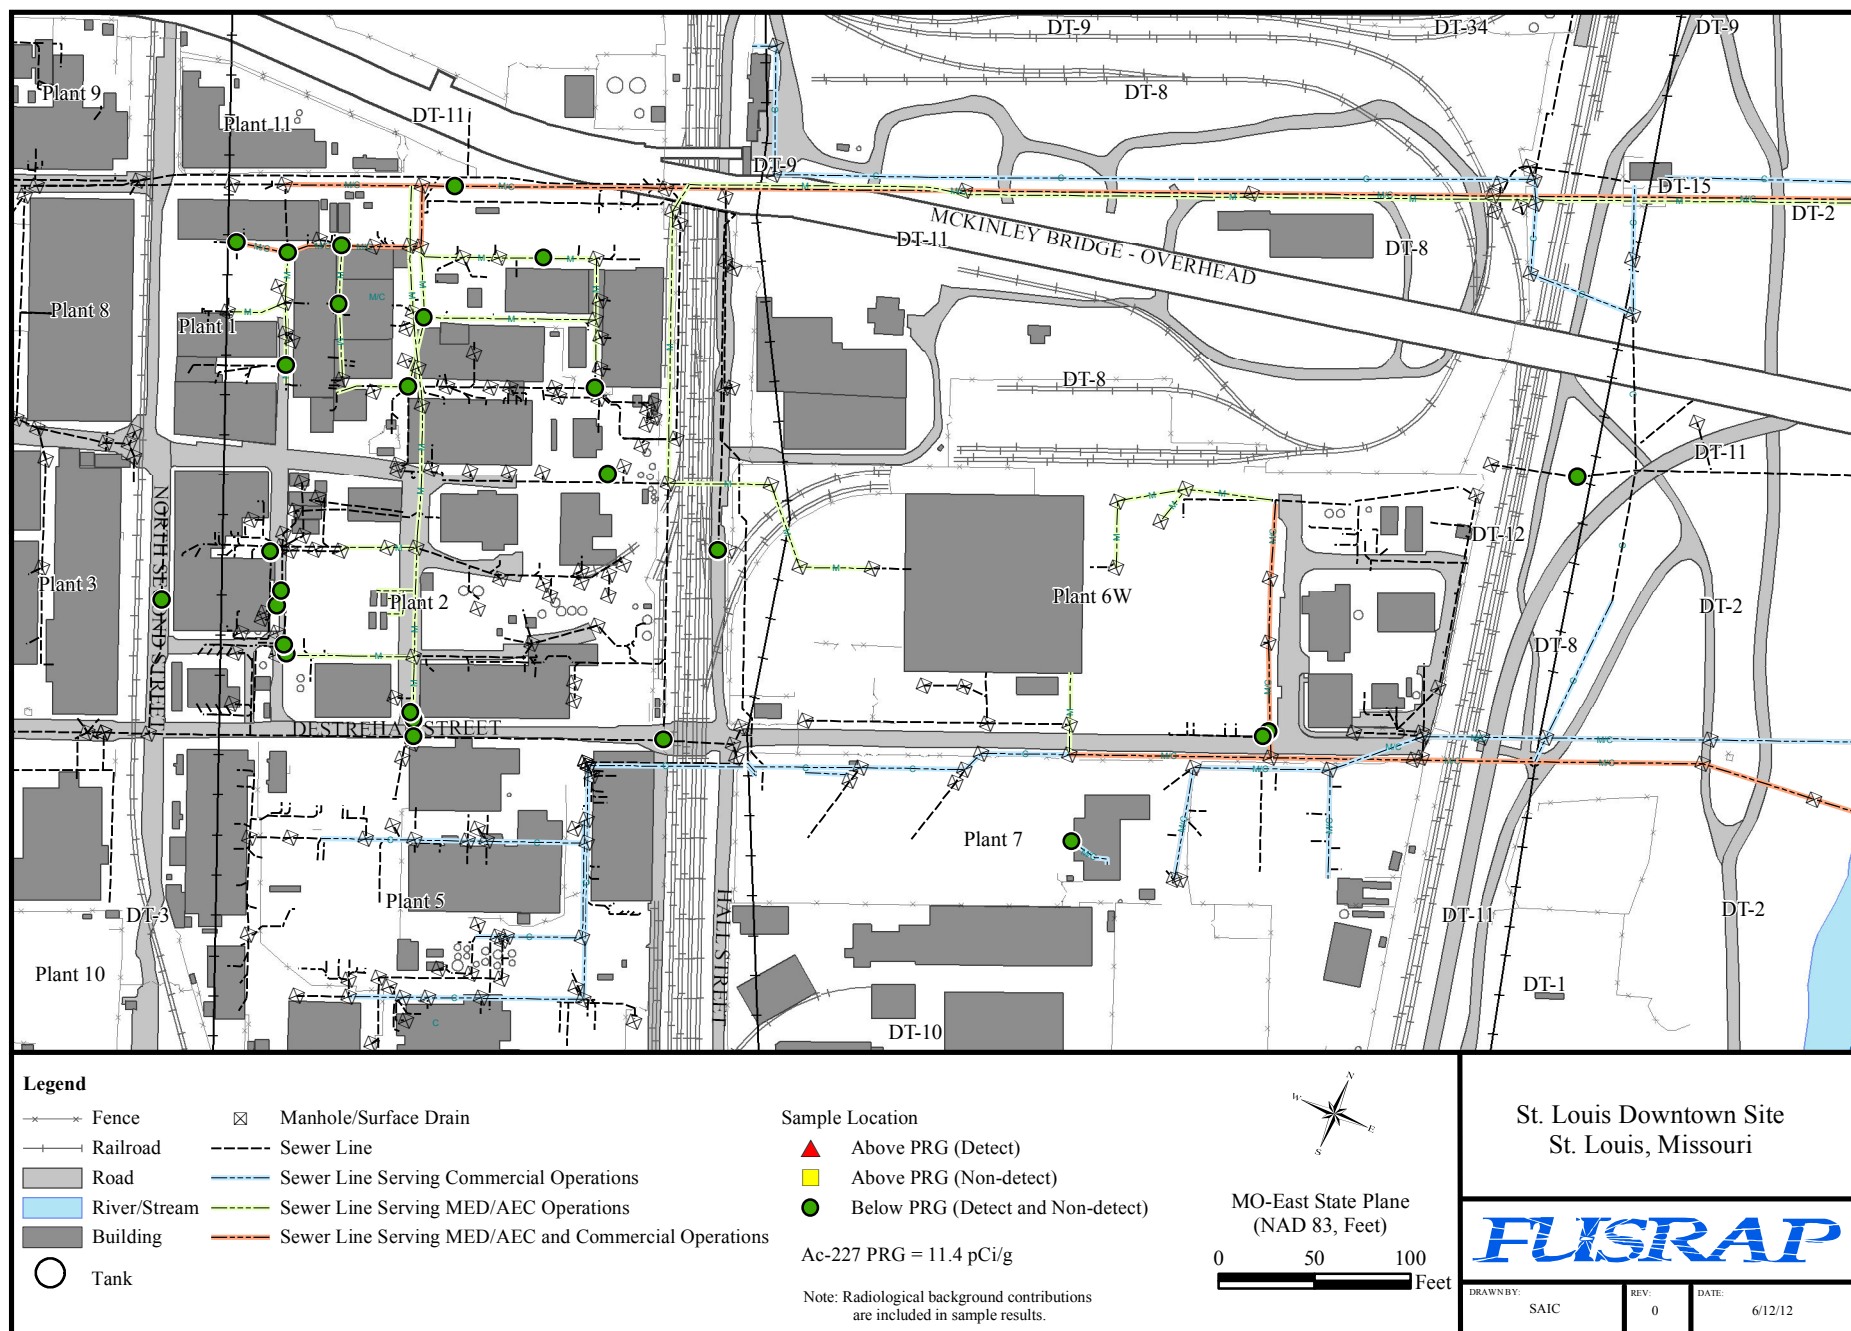 DT-9
DT-34
DT-9
Plant 9
DT-8
Plant 11
DT-11
DT-9
DT-15
DT-2
MCKINLEY BRIDGE - OVERHEAD
DT-11
DT-8
Plant 8
Plant 1
DT-8
DT-11
NORTH SECOND STREET
DT-12
Plant 3
Plant 2
Plant 6W
DT-2
DT-8
DESTREHAN STREET
Plant 7
Plant 5
DT-3
HALL STREET
DT-11
DT-2
Plant 10
DT-1
DT-10
M/C
M
C
Legend
Fence
Railroad
Road
River/Stream
Building
Tank
Manhole/Surface Drain
Sewer Line
Sewer Line Serving Commercial Operations
Sewer Line Serving MED/AEC Operations
Sewer Line Serving MED/AEC and Commercial Operations
Sample Location
Above PRG (Detect)
Above PRG (Non-detect)
Below PRG (Detect and Non-detect)
Ac-227 PRG = 11.4 pCi/g
Note: Radiological background contributions
are included in sample results.
N
W
E
S
MO-East State Plane
(NAD 83, Feet)
0 50 100
Feet
St. Louis Downtown Site
St. Louis, Missouri
FUSRAP
DRAWN BY:
SAIC
REV:
0
DATE:
6/12/12